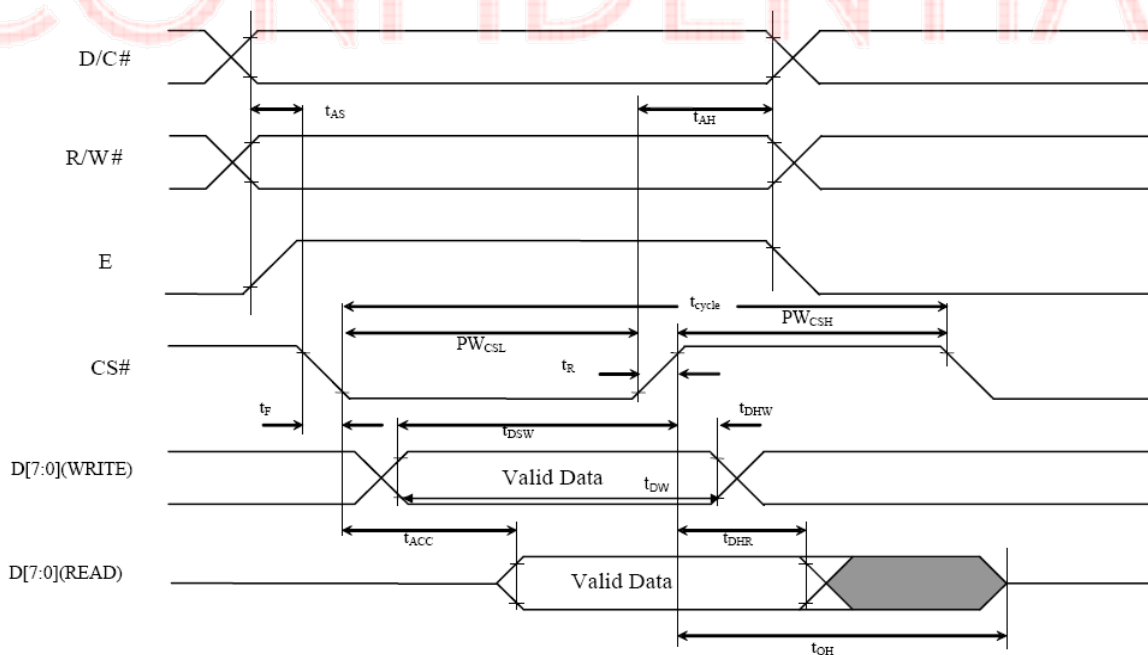 CONFIDENTIA
D/C#
tAS
tAH
R/W#
E
tcycle
PWCSL
PWCSH
CS#
tR
tF
tDSW
tDHW
D[7:0](WRITE)
Valid Data
tDW
tACC
tDHR
D[7:0](READ)
Valid Data
tOH